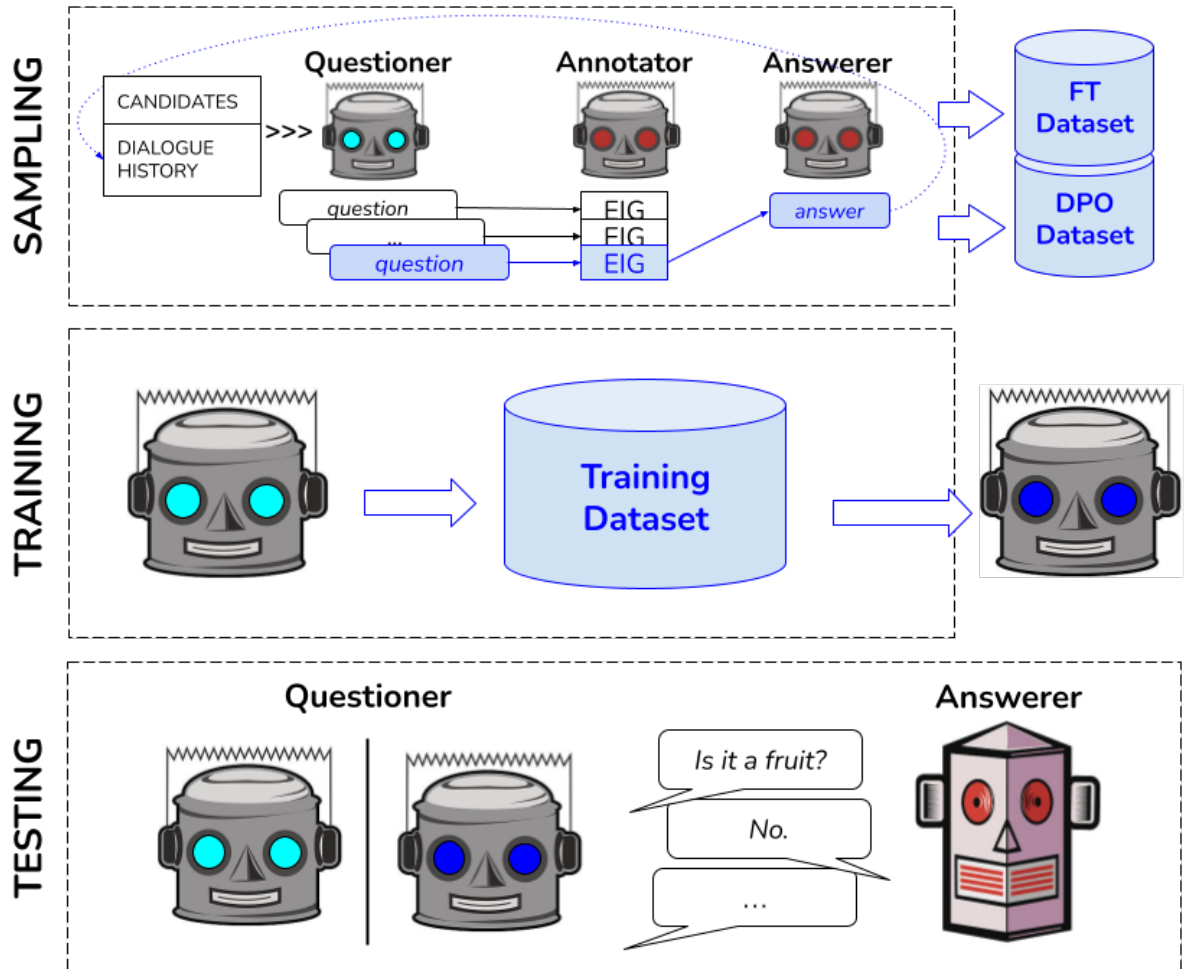 SAMPLING
Questioner
Annotator
Answerer
CANDIDATES
DIALOGUE
HISTORY
>>>
question
EIG
...
EIG
question
EIG
answer
FT
Dataset
DPO
Dataset
TRAINING
Training
Dataset
TESTING
Questioner
Answerer
Is it a fruit?
No.
...